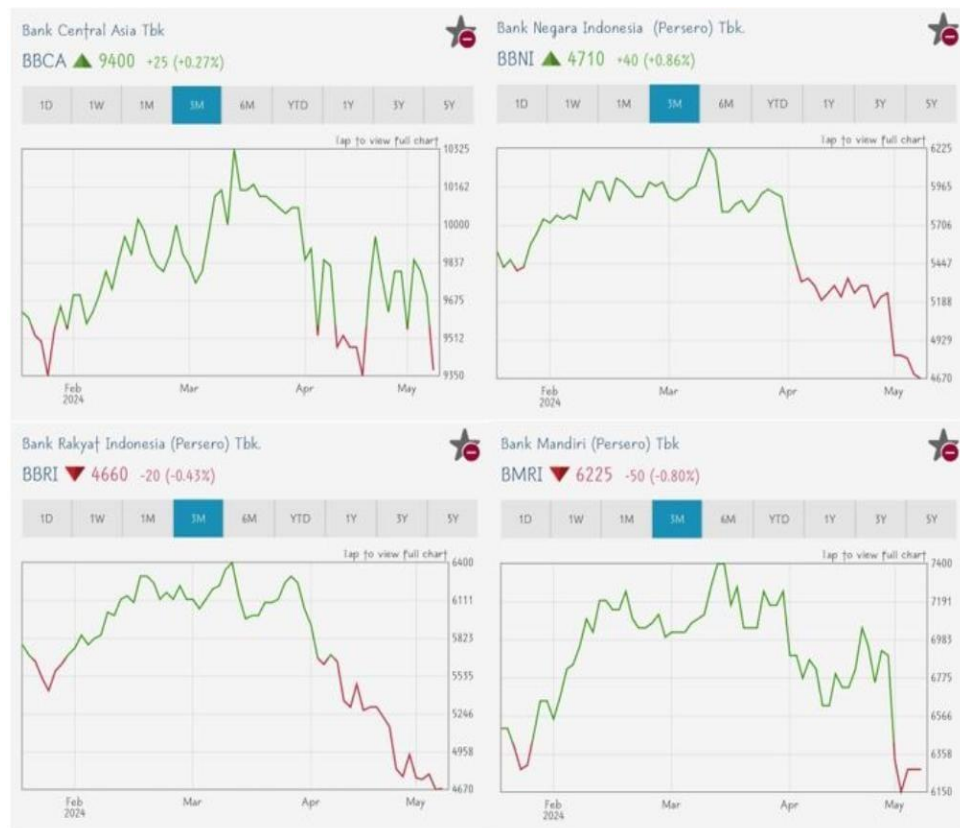 Bank Central Asia Tbk
BBCA 9400 +25 (+0.27%)
1D 1W 1M 3M 6M YTD 1Y 3Y 5Y
Tap to view full chart
10325
10162
10000
9837
9675
9512
9350
Feb Mar Apr May
2024
Bank Negara Indonesia (Persero) Tbk.
BBNI 4710 +40 (+0.86%)
1D 1W 1M 3M 6M YTD 1Y 3Y 5Y
Tap to view full chart
6225
5965
5706
5447
5188
4929
4670
Feb Mar Apr May
2024
Bank Rakyat Indonesia (Persero) Tbk.
BBRI 4660 -20 (-0.43%)
1D 1W 1M 3M 6M YTD 1Y 3Y 5Y
Tap to view full chart
6400
6111
5823
5535
5246
4958
4670
Feb Mar Apr May
2024
Bank Mandiri (Persero) Tbk
BMRI 6225 -50 (-0.80%)
1D 1W 1M 3M 6M YTD 1Y 3Y 5Y
Tap to view full chart
7400
7191
6983
6775
6566
6358
6150
Feb Mar Apr May
2024